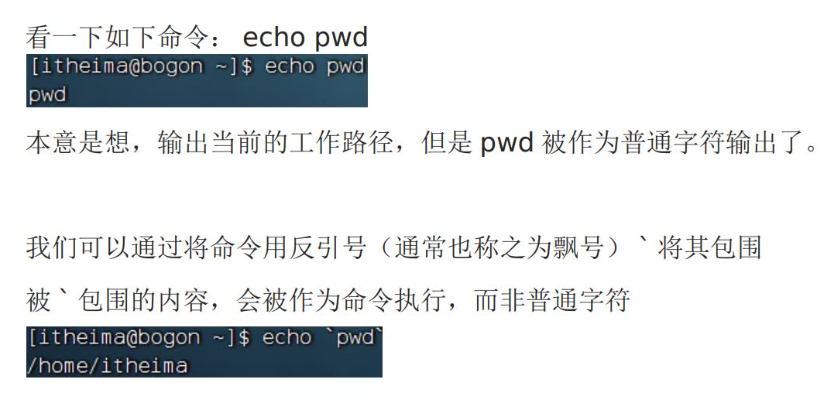 看一下如下命令： echo pwd
[itheima@bogon ~]$ echo pwd
pwd
本意是想，输出当前的工作路径，但是 pwd 被作为普通字符输出了。
我们可以通过将命令用反引号（通常也称之为飘号） ` 将其包围
被 ` 包围的内容，会被作为命令执行，而非普通字符
[itheima@bogon ~]$ echo `pwd`
/home/itheima